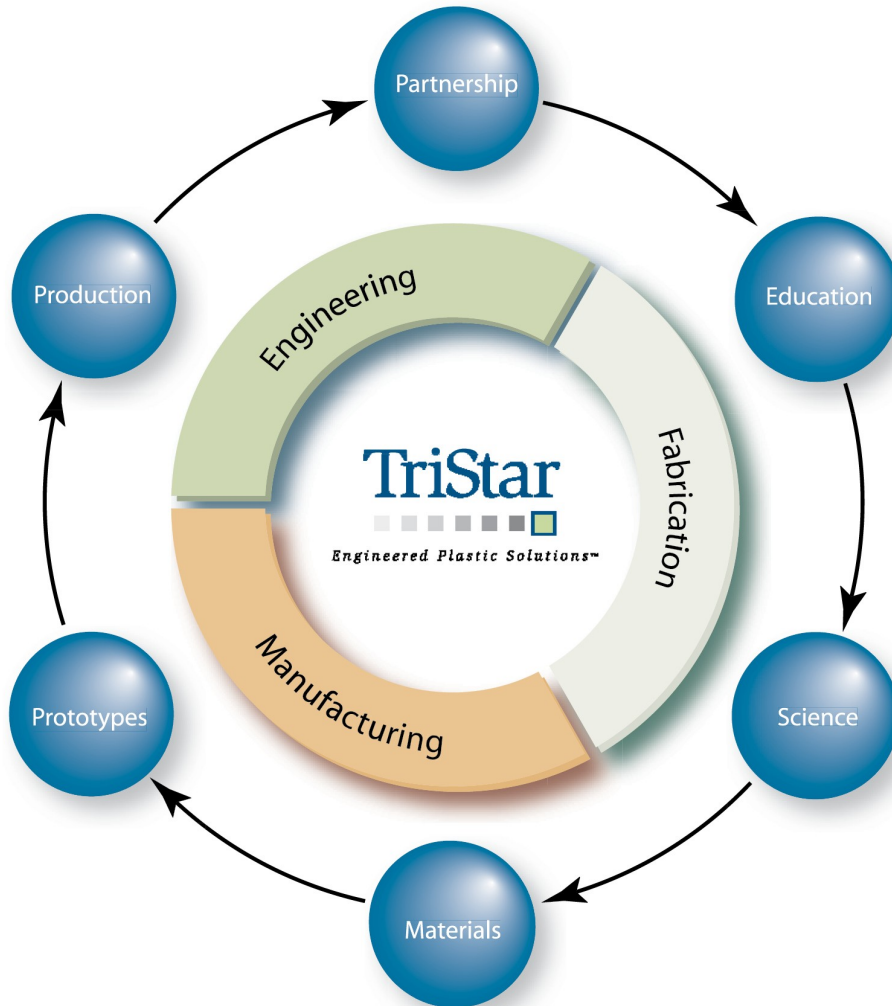 Partnership
Production
Education
Engineering
Fabrication
TriStar
Engineered Plastic Solutions™
Manufacturing
Prototypes
Science
Materials